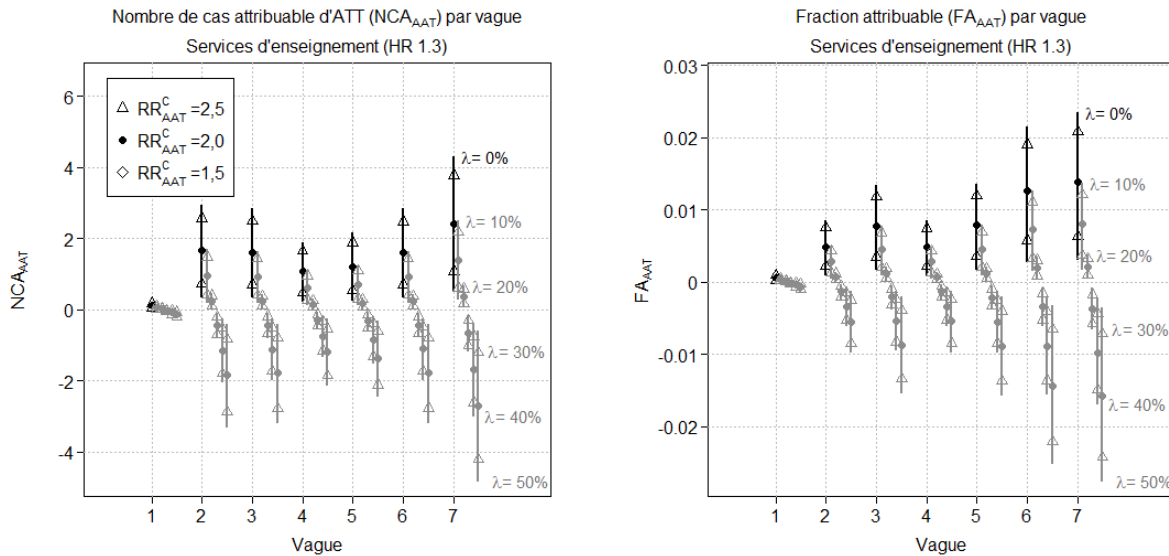 Nombre de cas attribuable d'ATT (NCA_AAT) par vague
Services d'enseignement (HR 1.3)
NCA_AAT
6
4
2
0
-2
-4
RR^C_AAT =2,5
RR^C_AAT =2,0
RR^C_AAT =1,5
λ= 0%
λ= 10%
λ= 20%
λ= 30%
λ= 40%
λ= 50%
1 2 3 4 5 6 7
Vague
Fraction attribuable (FA_AAT) par vague
Services d'enseignement (HR 1.3)
FA_AAT
0.03
0.02
0.01
0
-0.01
-0.02
λ= 0%
λ= 10%
λ= 20%
λ= 30%
λ= 40%
λ= 50%
1 2 3 4 5 6 7
Vague